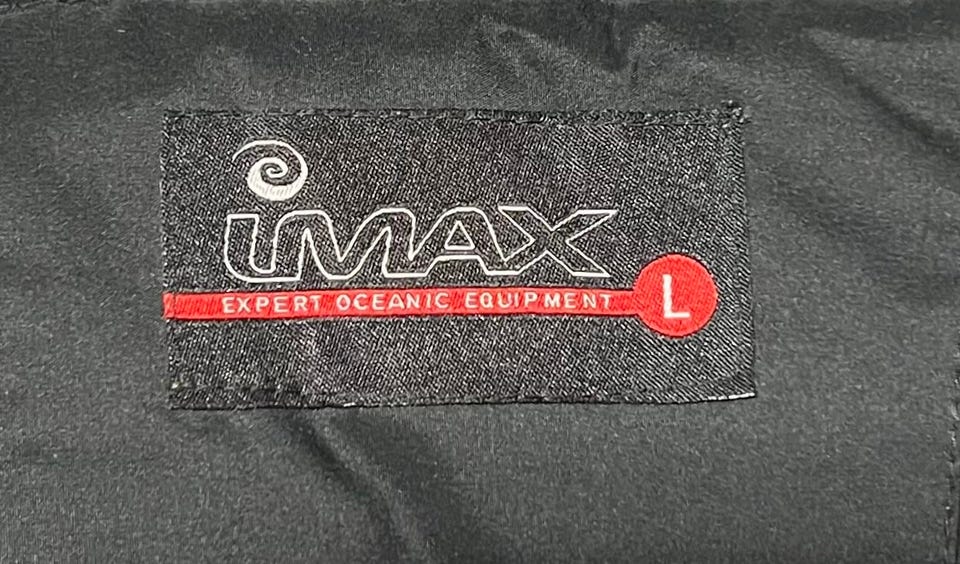 iMAX
EXPERT OCEANIC EQUIPMENT
L